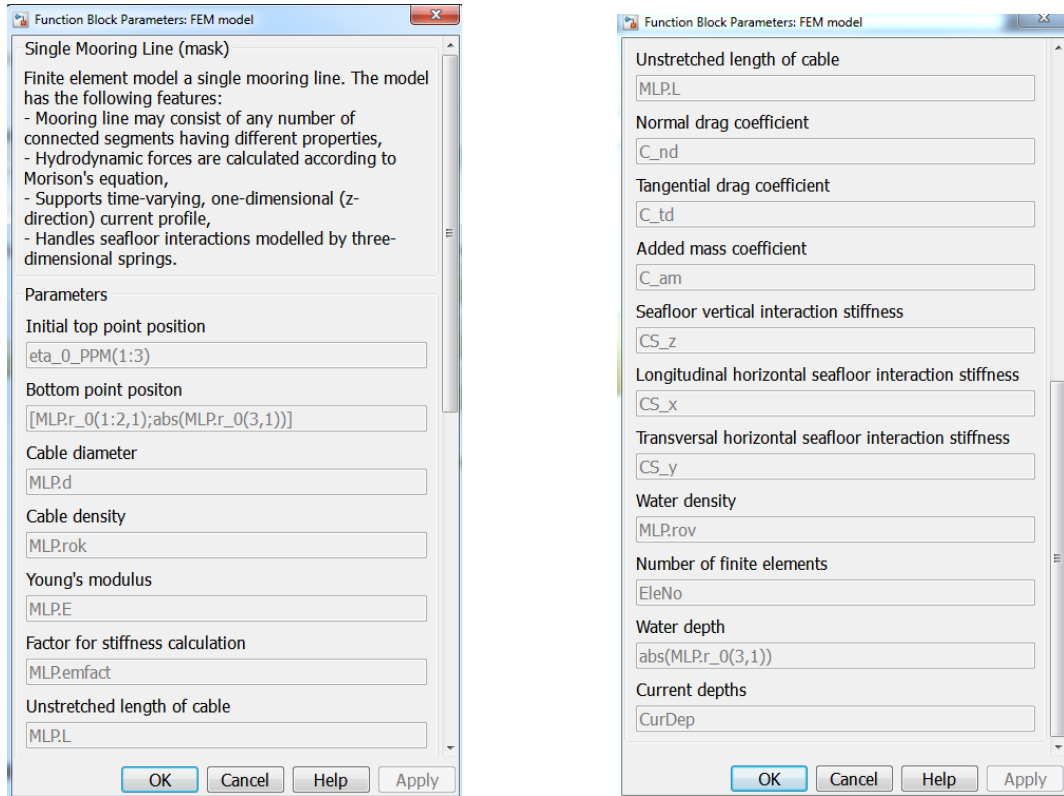 Function Block Parameters: FEM model
Single Mooring Line (mask)
Finite element model a single mooring line. The model
has the following features:
- Mooring line may consist of any number of
connected segments having different properties,
- Hydrodynamic forces are calculated according to
Morison's equation,
- Supports time-varying, one-dimensional (z-
direction) current profile,
- Handles seafloor interactions modelled by three-
dimensional springs.
Parameters
Initial top point position
eta_0_PPM(1:3)
Bottom point positon
[MLP.r_0(1:2,1);abs(MLP.r_0(3,1))]
Cable diameter
MLP.d
Cable density
MLP.rok
Young's modulus
MLP.E
Factor for stiffness calculation
MLP.emfact
Unstretched length of cable
MLP.L
OK Cancel Help Apply
Function Block Parameters: FEM model
Unstretched length of cable
MLP.L
Normal drag coefficient
C_nd
Tangential drag coefficient
C_td
Added mass coefficient
C_am
Seafloor vertical interaction stiffness
CS_z
Longitudinal horizontal seafloor interaction stiffness
CS_x
Transversal horizontal seafloor interaction stiffness
CS_y
Water density
MLP.rov
Number of finite elements
EleNo
Water depth
abs(MLP.r_0(3,1))
Current depths
CurDep
OK Cancel Help Apply